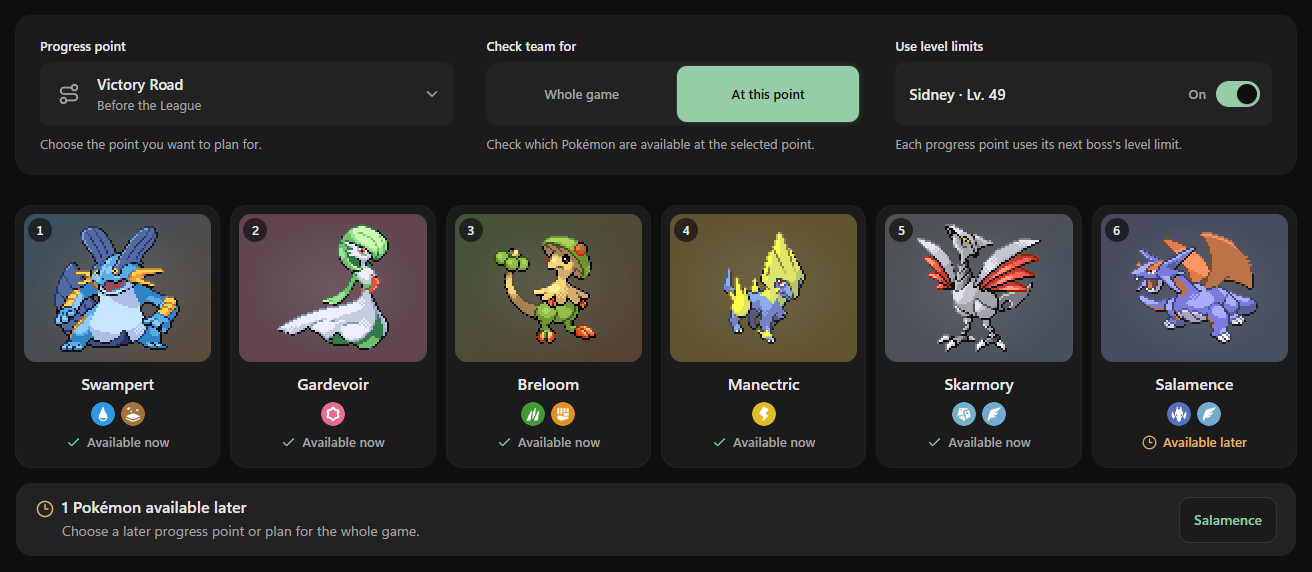 Progress point
Victory Road
Before the League
Choose the point you want to plan for.
Check team for
Whole game
At this point
Check which Pokémon are available at the selected point.
Use level limits
Sidney · Lv. 49
On
Each progress point uses its next boss's level limit.
1
Swampert
Available now
2
Gardevoir
Available now
3
Breloom
Available now
4
Manectric
Available now
5
Skarmory
Available now
6
Salamence
Available later
1 Pokémon available later
Choose a later progress point or plan for the whole game.
Salamence